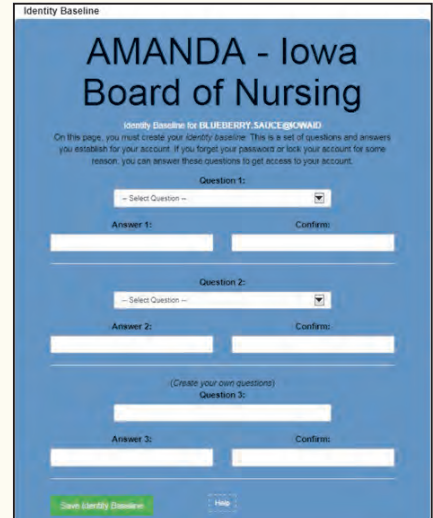 Identity Baseline
AMANDA - Iowa
Board of Nursing
Identity Baseline for BLUEBERRY.SAUCE@IOWAID
On this page, you must create your identity baseline. This is a set of questions and answers
you establish for your account. If you forget your password or lock your account for some
reason, you can answer these questions to get access to your account.
Question 1:
-- Select Question --
Answer 1: Confirm:
Question 2:
-- Select Question --
Answer 2: Confirm:
(Create your own questions)
Question 3:
Answer 3: Confirm:
Save Identity Baseline Help